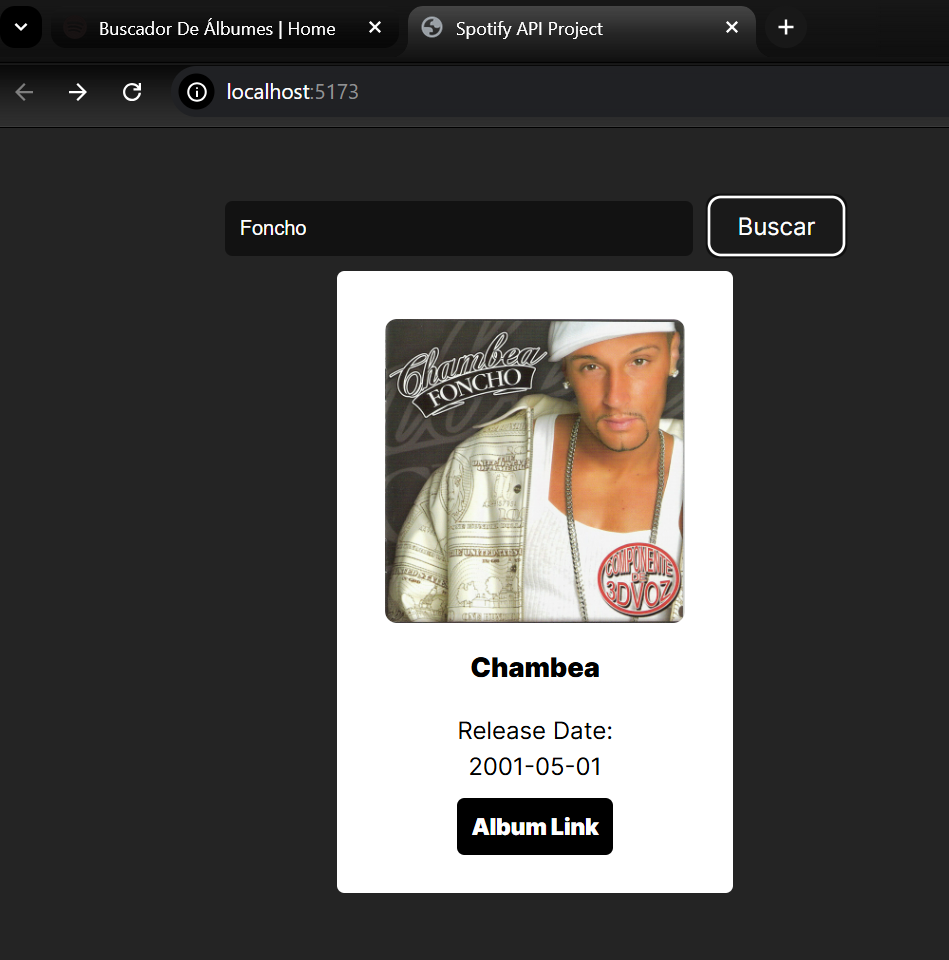 Buscador De Álbumes | Home
Spotify API Project
localhost:5173
Foncho
Buscar
Chambea
FONCHO
COMPONENTE
3DVOZ
Chambea
Release Date:
2001-05-01
Album Link